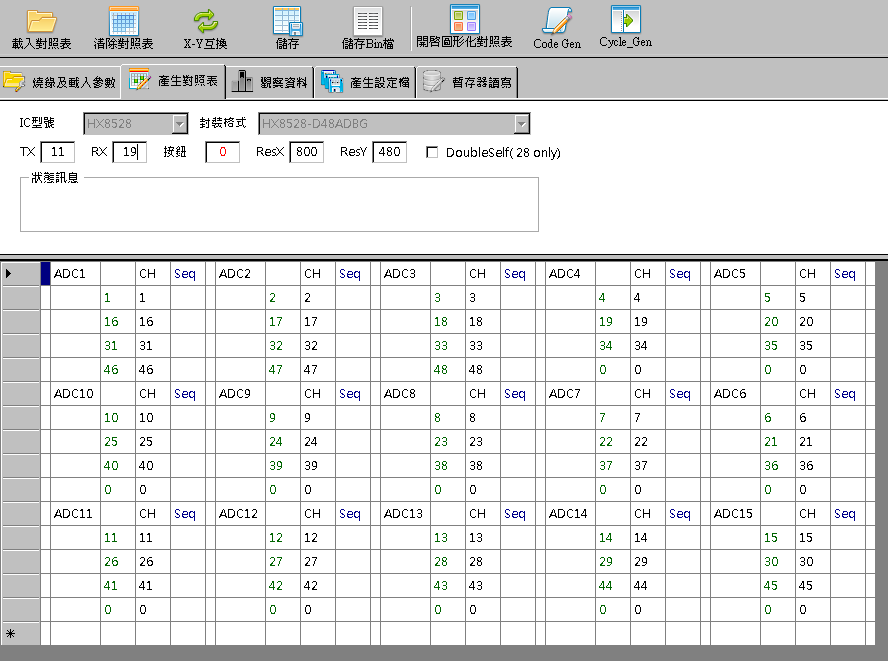 載入對照表 清除對照表 X-Y互換 儲存 儲存Bin檔 開啓圖形化對照表 Code Gen Cycle_Gen
燒錄及載入參數 產生對照表 觀察資料 產生設定檔 暫存器讀寫
IC型號 HX8528 封裝格式 HX8528-D48ADBG
TX 11 RX 19 按鈕 0 ResX 800 ResY 480 DoubleSelf( 28 only)
狀態訊息
ADC1 CH Seq ADC2 CH Seq ADC3 CH Seq ADC4 CH Seq ADC5 CH Seq
1 1 2 2 3 3 4 4 5 5
16 16 17 17 18 18 19 19 20 20
31 31 32 32 33 33 34 34 35 35
46 46 47 47 48 48 0 0 0 0
ADC10 CH Seq ADC9 CH Seq ADC8 CH Seq ADC7 CH Seq ADC6 CH Seq
10 10 9 9 8 8 7 7 6 6
25 25 24 24 23 23 22 22 21 21
40 40 39 39 38 38 37 37 36 36
0 0 0 0 0 0 0 0 0 0
ADC11 CH Seq ADC12 CH Seq ADC13 CH Seq ADC14 CH Seq ADC15 CH Seq
11 11 12 12 13 13 14 14 15 15
26 26 27 27 28 28 29 29 30 30
41 41 42 42 43 43 44 44 45 45
0 0 0 0 0 0 0 0 0 0
*